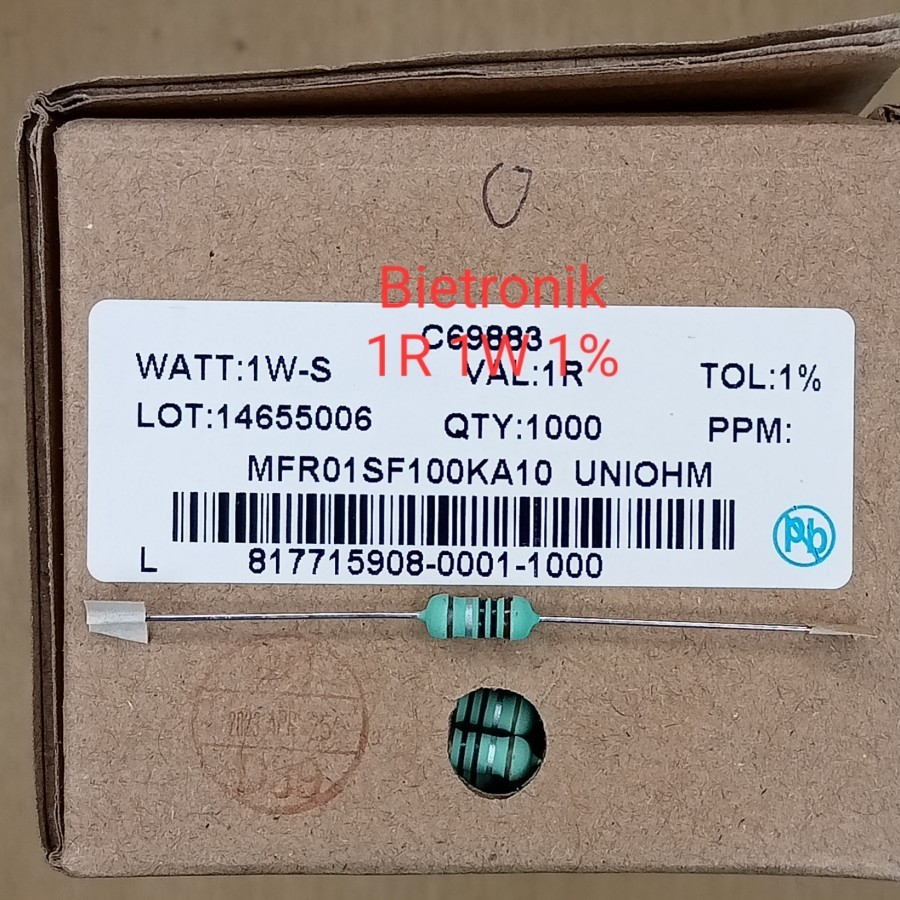 Bietronik
1R 1W 1%
C69883
WATT:1W-S VAL:1R TOL:1%
LOT:14655006 QTY:1000 PPM:
MFR01SF100KA10 UNIOHM
Pb
L 817715908-0001-1000